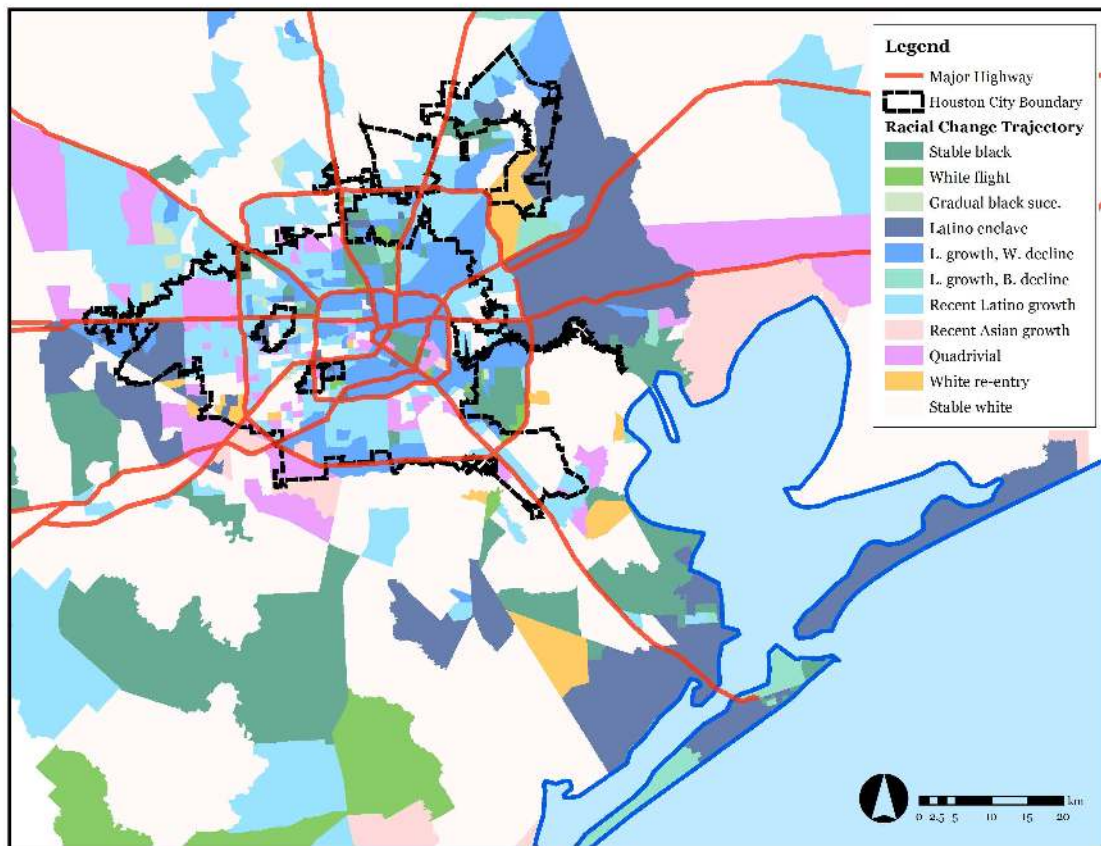 Legend
Major Highway
Houston City Boundary
Racial Change Trajectory
Stable black
White flight
Gradual black succ.
Latino enclave
L. growth, W. decline
L. growth, B. decline
Recent Latino growth
Recent Asian growth
Quadrivial
White re-entry
Stable white
km
0 2.5 5 10 15 20